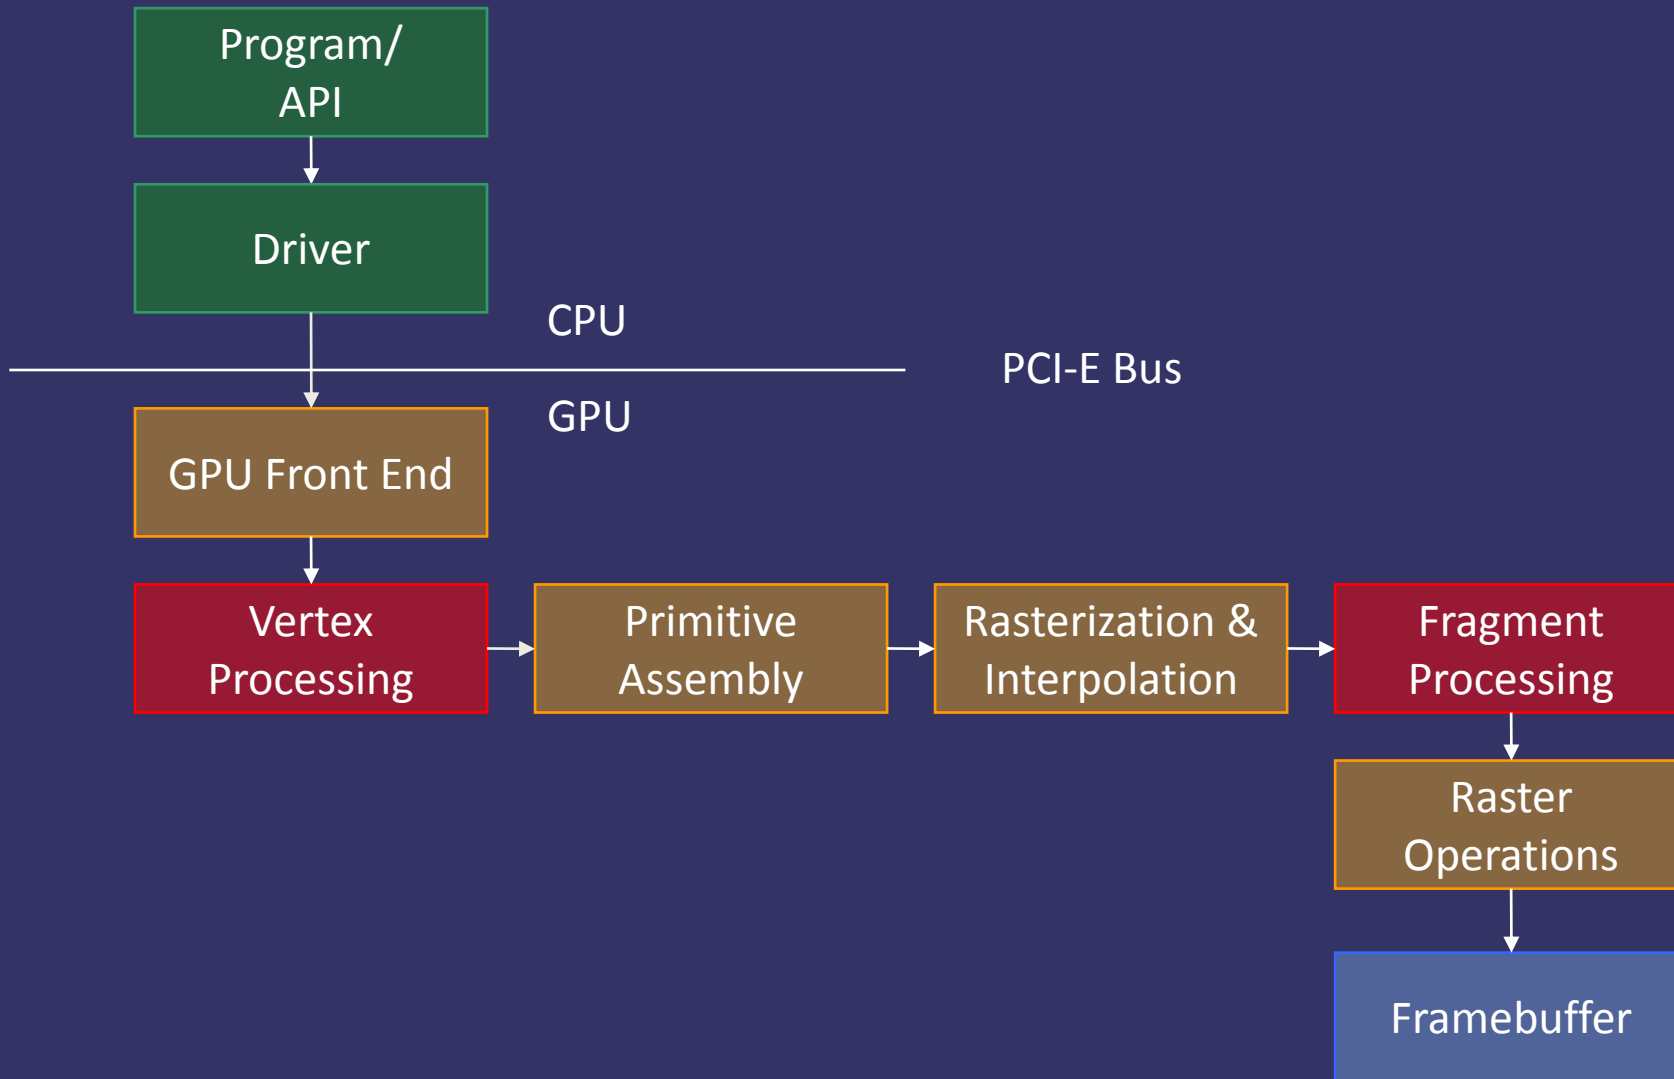 Program/
API
Driver
CPU
PCI-E Bus
GPU
GPU Front End
Vertex
Processing
Primitive
Assembly
Rasterization &
Interpolation
Fragment
Processing
Raster
Operations
Framebuffer